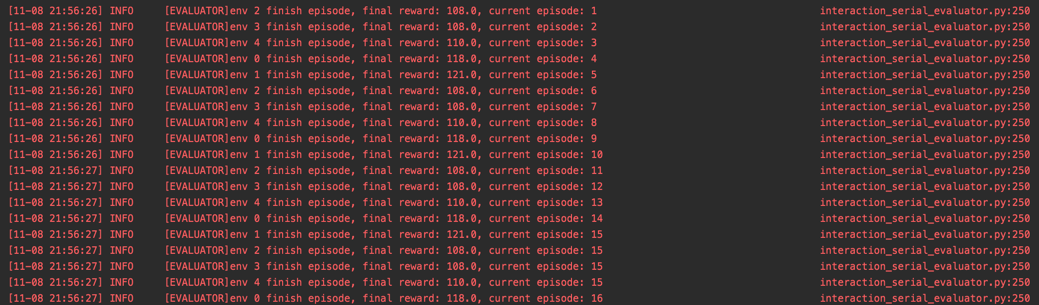 [11-08 21:56:26] INFO [EVALUATOR]env 2 finish episode, final reward: 108.0, current episode: 1 interaction_serial_evaluator.py:250
[11-08 21:56:26] INFO [EVALUATOR]env 3 finish episode, final reward: 108.0, current episode: 2 interaction_serial_evaluator.py:250
[11-08 21:56:26] INFO [EVALUATOR]env 4 finish episode, final reward: 110.0, current episode: 3 interaction_serial_evaluator.py:250
[11-08 21:56:26] INFO [EVALUATOR]env 0 finish episode, final reward: 118.0, current episode: 4 interaction_serial_evaluator.py:250
[11-08 21:56:26] INFO [EVALUATOR]env 1 finish episode, final reward: 121.0, current episode: 5 interaction_serial_evaluator.py:250
[11-08 21:56:26] INFO [EVALUATOR]env 2 finish episode, final reward: 108.0, current episode: 6 interaction_serial_evaluator.py:250
[11-08 21:56:26] INFO [EVALUATOR]env 3 finish episode, final reward: 108.0, current episode: 7 interaction_serial_evaluator.py:250
[11-08 21:56:26] INFO [EVALUATOR]env 4 finish episode, final reward: 110.0, current episode: 8 interaction_serial_evaluator.py:250
[11-08 21:56:26] INFO [EVALUATOR]env 0 finish episode, final reward: 118.0, current episode: 9 interaction_serial_evaluator.py:250
[11-08 21:56:26] INFO [EVALUATOR]env 1 finish episode, final reward: 121.0, current episode: 10 interaction_serial_evaluator.py:250
[11-08 21:56:27] INFO [EVALUATOR]env 2 finish episode, final reward: 108.0, current episode: 11 interaction_serial_evaluator.py:250
[11-08 21:56:27] INFO [EVALUATOR]env 3 finish episode, final reward: 108.0, current episode: 12 interaction_serial_evaluator.py:250
[11-08 21:56:27] INFO [EVALUATOR]env 4 finish episode, final reward: 110.0, current episode: 13 interaction_serial_evaluator.py:250
[11-08 21:56:27] INFO [EVALUATOR]env 0 finish episode, final reward: 118.0, current episode: 14 interaction_serial_evaluator.py:250
[11-08 21:56:27] INFO [EVALUATOR]env 1 finish episode, final reward: 121.0, current episode: 15 interaction_serial_evaluator.py:250
[11-08 21:56:27] INFO [EVALUATOR]env 2 finish episode, final reward: 108.0, current episode: 15 interaction_serial_evaluator.py:250
[11-08 21:56:27] INFO [EVALUATOR]env 3 finish episode, final reward: 108.0, current episode: 15 interaction_serial_evaluator.py:250
[11-08 21:56:27] INFO [EVALUATOR]env 4 finish episode, final reward: 110.0, current episode: 15 interaction_serial_evaluator.py:250
[11-08 21:56:27] INFO [EVALUATOR]env 0 finish episode, final reward: 118.0, current episode: 16 interaction_serial_evaluator.py:250